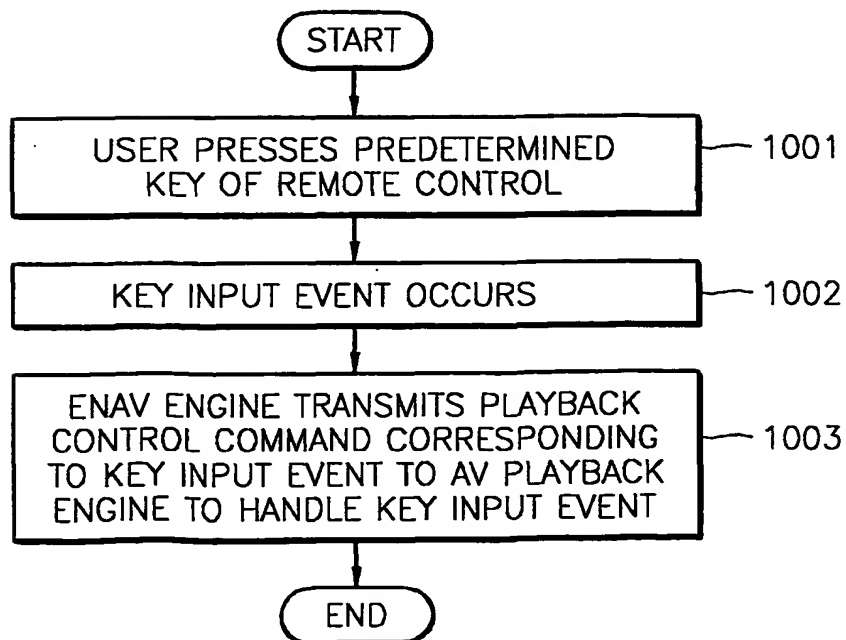 START
USER PRESSES PREDETERMINED
KEY OF REMOTE CONTROL
1001
KEY INPUT EVENT OCCURS
1002
ENAV ENGINE TRANSMITS PLAYBACK
CONTROL COMMAND CORRESPONDING
TO KEY INPUT EVENT TO AV PLAYBACK
ENGINE TO HANDLE KEY INPUT EVENT
1003
END